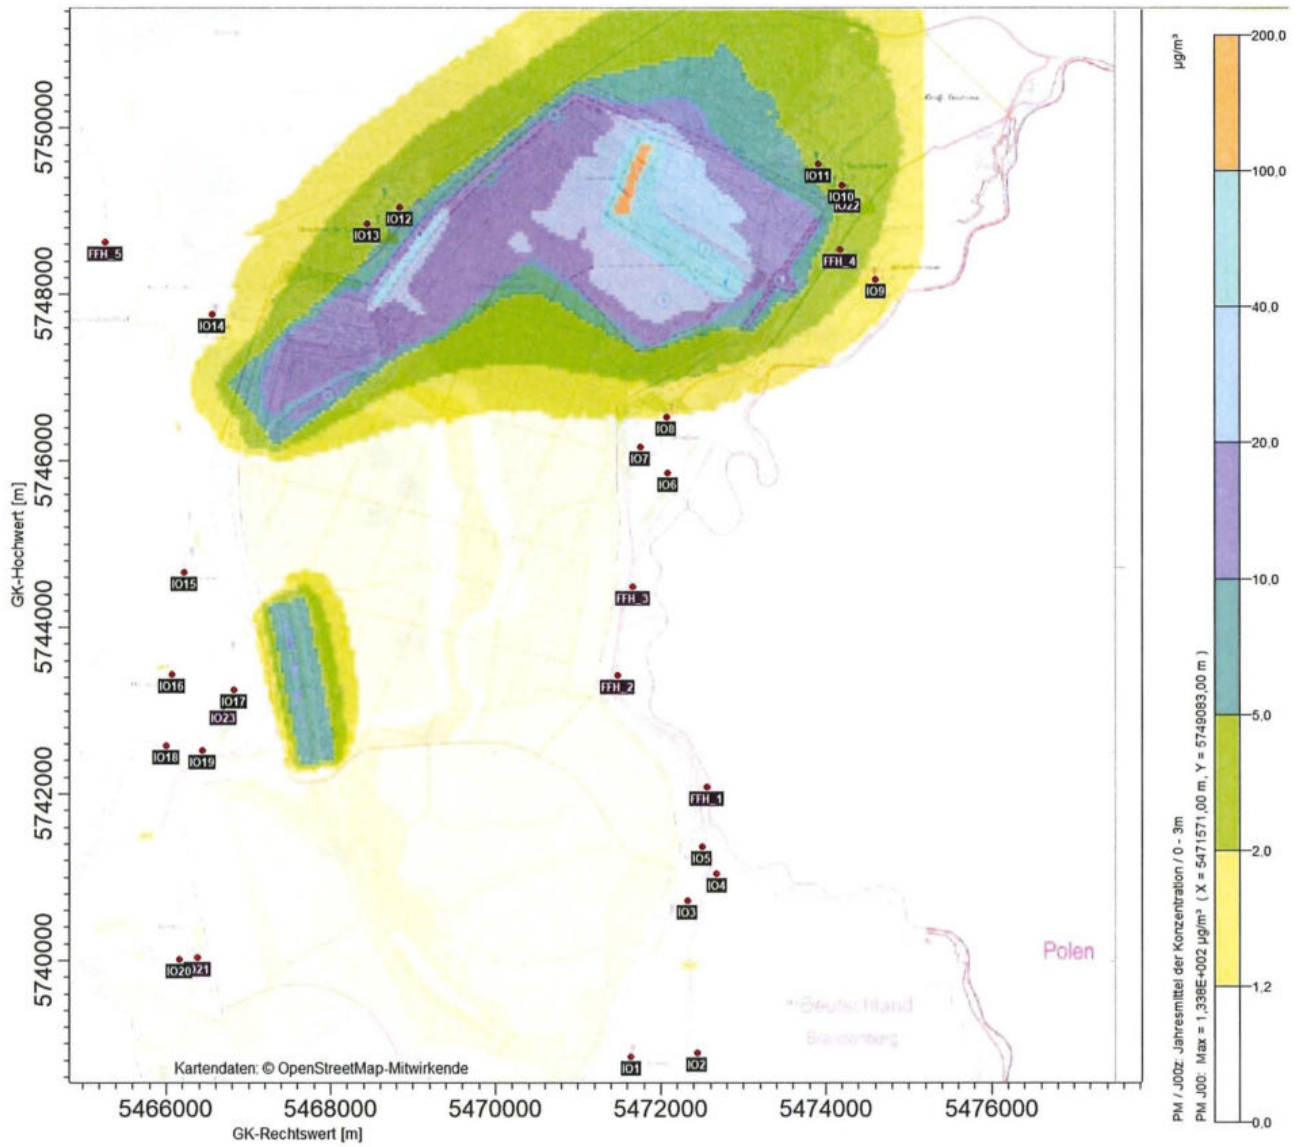 µg/m³
200.0
100,0
40,0
20.0
10.0
5,0
2.0
1,2
0,0
5750000
5748000
5746000
5744000
5742000
5740000
GK-Hochwert [m]
IO11
IO10
IO22
IO12
IO13
FFH_5
FFH_4
IO9
IO14
IO8
IO7
IO6
IO15
FFH_3
IO16
FFH_2
IO17
IO23
IO18
IO19
FFH_1
IO5
IO4
IO3
IO20
IO21
Polen
Deutschland
Brandenburg
IO1
IO2
Kartendaten: © OpenStreetMap-Mitwirkende
5466000
5468000
5470000
5472000
5474000
5476000
GK-Rechtswert [m]
PM / J00z: Jahresmittel der Konzentration / 0 - 3m
PM J00: Max = 1,338E+002 µg/m³ ( X = 5471571,00 m, Y = 5749083,00 m )